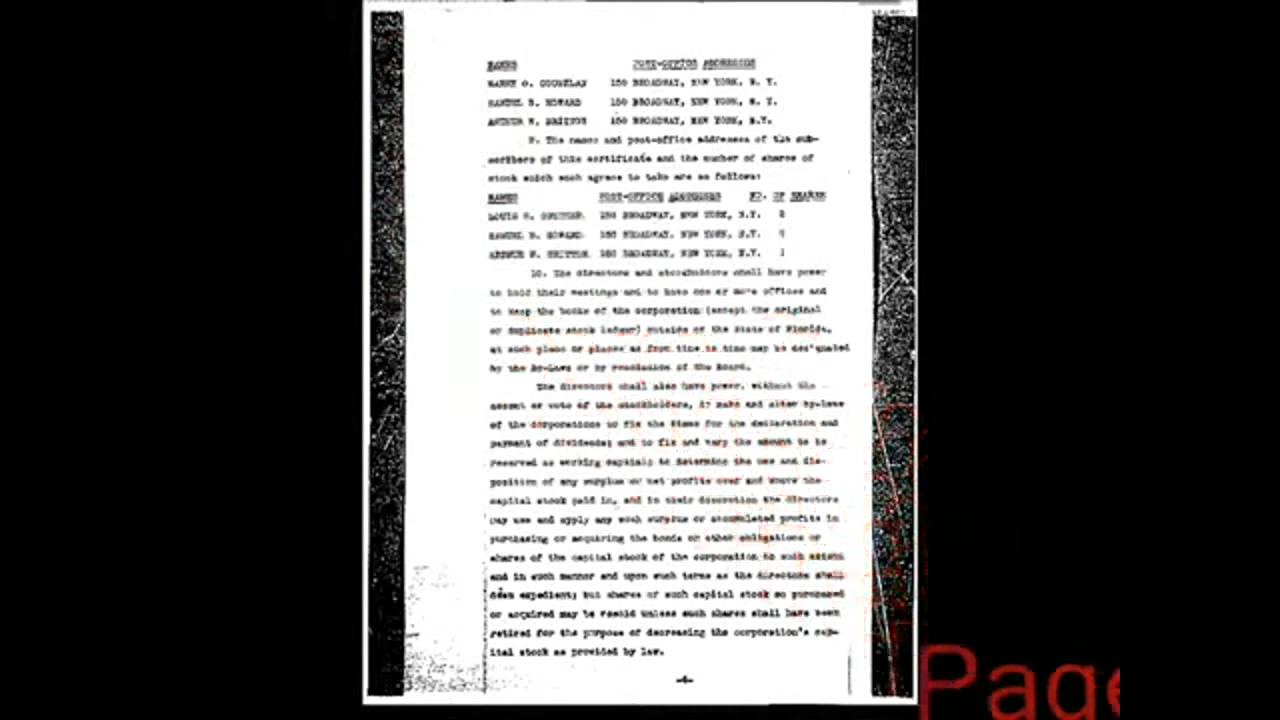 NAMES POST-OFFICE ADDRESSES
HARRY O. COUGHLAN 150 BROADWAY, NEW YORK, N. Y.
SAMUEL B. HOWARD 150 BROADWAY, NEW YORK, N. Y.
ARTHUR W. BRITTON 150 BROADWAY, NEW YORK, N.Y.
9. The names and post-office addresses of the sub-
scribers of this certificate and the number of shares of
stock which each agrees to take are as follows:
NAMES POST-OFFICE ADDRESSES NO. OF SHARES
LOUIS 150 BROADWAY, NEW YORK, N.Y.
SAMUEL B. HOWARD 150 BROADWAY, NEW YORK, N.Y.
ARTHUR W. BRITTON 150 BROADWAY, NEW YORK, N.Y. 1
10. The directors and stockholders shall have power
to hold their meetings and to have one or more offices and
to keep the books of the corporation (except the original
or duplicate stock ledger) outside of the State of Florida,
at such place or places as from time to time may be designated
by the By-Laws or by resolution of the Board.
The directors shall also have power, without the
assent or vote of the stockholders, to make and alter by-laws
of the corporation; to fix the times for the declaration and
payment of dividends; and to fix and vary the amount to be
reserved as working capital; to determine the use and dis-
position of any surplus or net profits over and above the
capital stock paid in, and in their discretion the directors
may use and apply any such surplus or accumulated profits in
purchasing or acquiring the bonds or other obligations or
shares of the capital stock of the corporation to such extent
and in such manner and upon such terms as the directors shall
deem expedient; but shares of such capital stock so purchased
or acquired may be resold unless such shares shall have been
retired for the purpose of decreasing the corporation's cap-
ital stock as provided by law.
-4-
Page